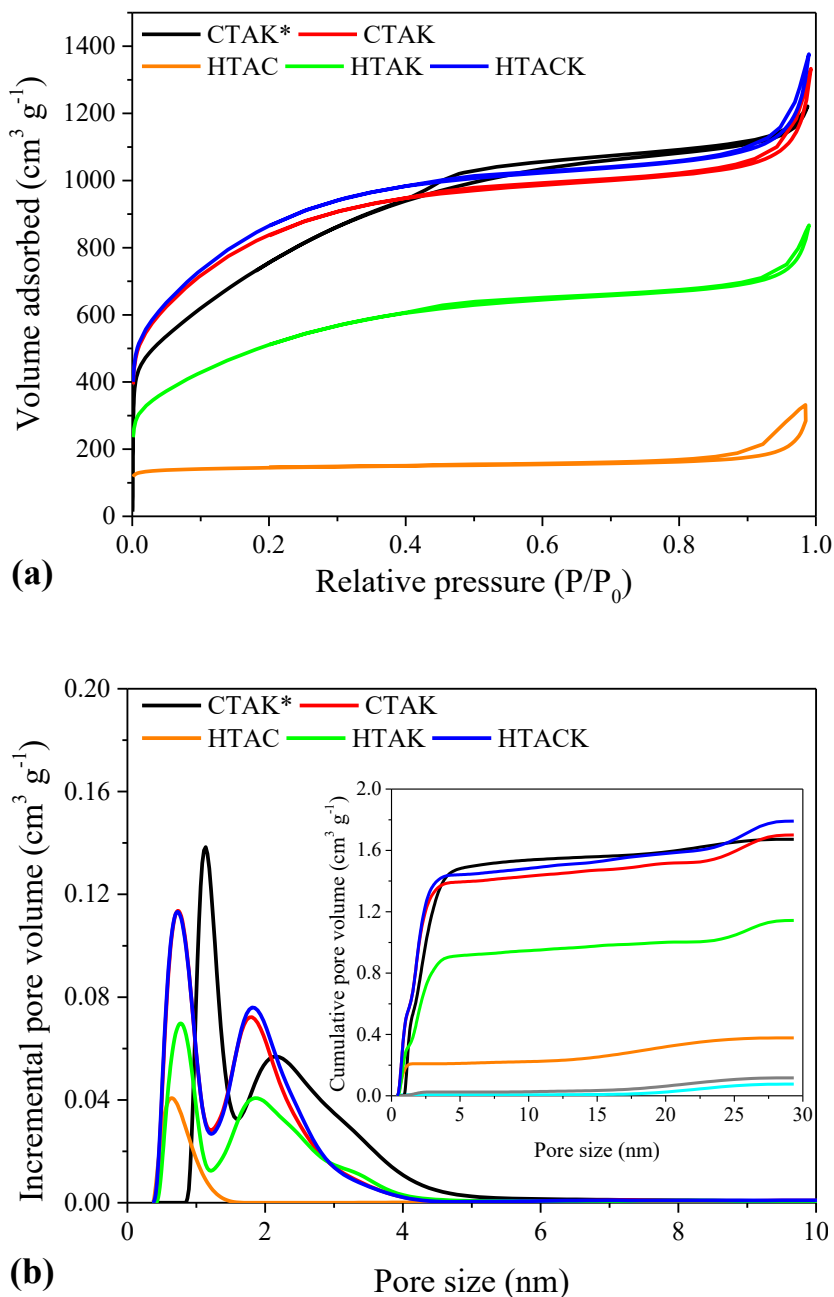 CTAK* CTAK
HTAC HTAK HTACK
1400
1200
1000
800
600
400
200
0
Volume adsorbed (cm³ g⁻¹)
0.0 0.2 0.4 0.6 0.8 1.0
Relative pressure (P/P₀)
(a)
CTAK* CTAK
HTAC HTAK HTACK
0.20
0.16
0.12
0.08
0.04
0.00
Incremental pore volume (cm³ g⁻¹)
2.0
1.6
1.2
0.8
0.4
0.0
Cumulative pore volume (cm³ g⁻¹)
0 5 10 15 20 25 30
Pore size (nm)
0 2 4 6 8 10
Pore size (nm)
(b)